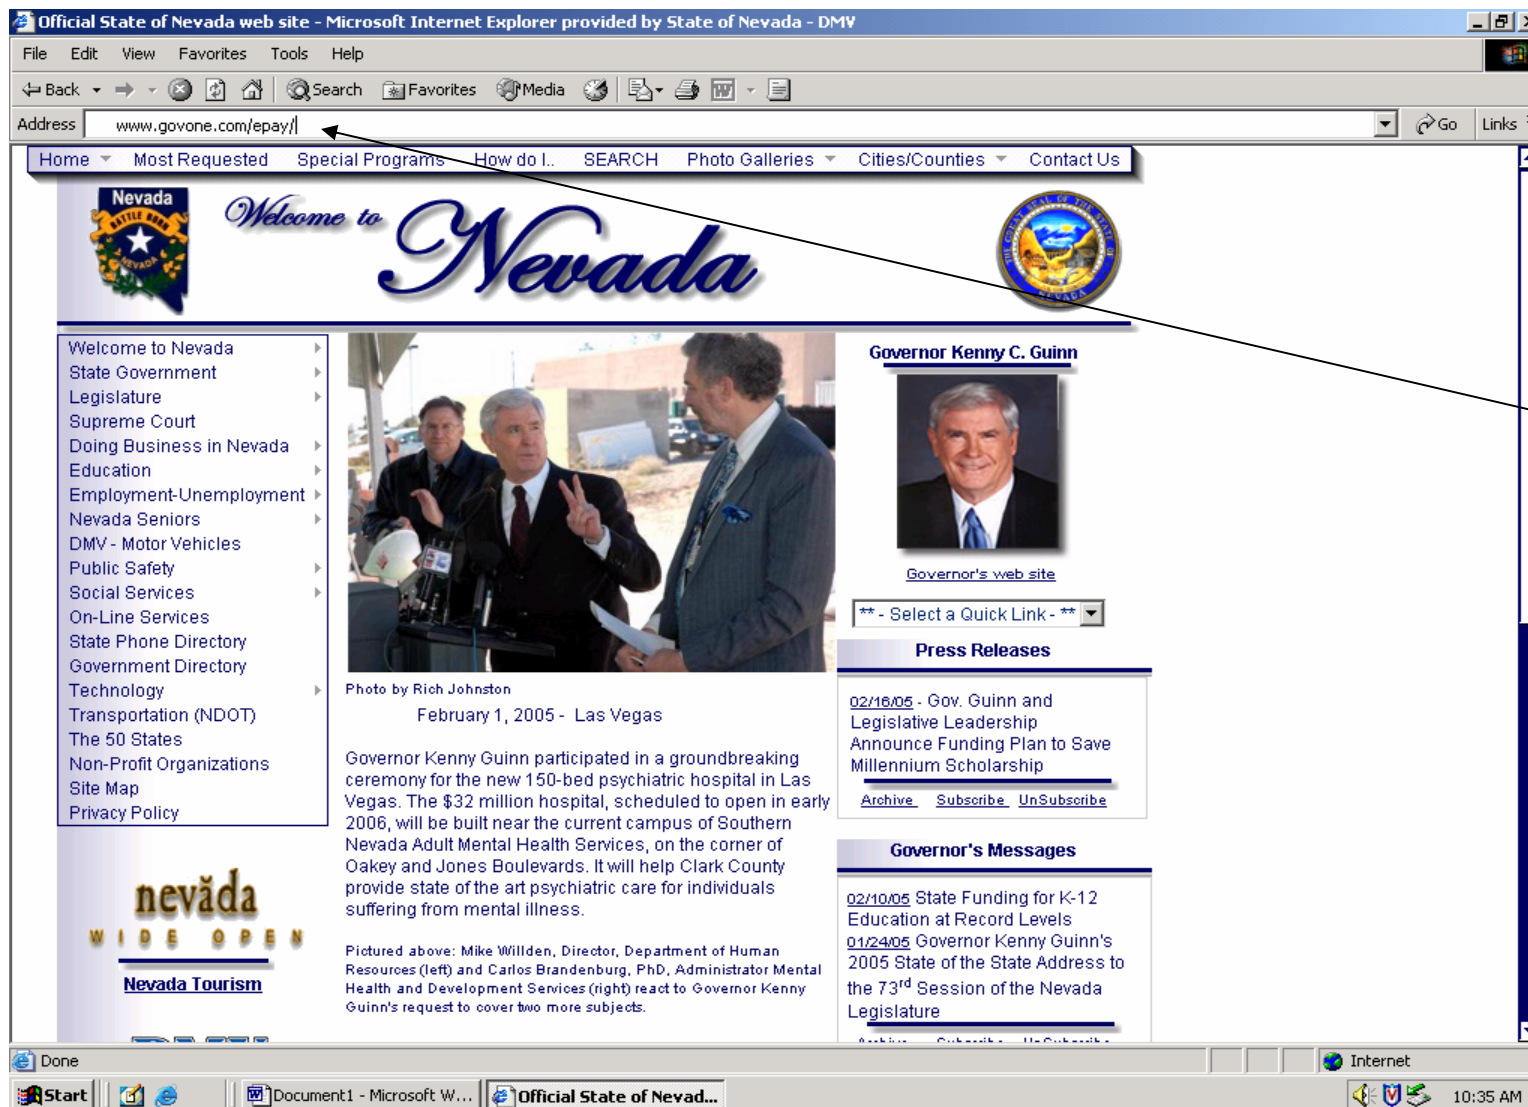 Official State of Nevada web site - Microsoft Internet Explorer provided by State of Nevada - DMV
File Edit View Favorites Tools Help
Back Search Favorites Media
Address www.govone.com/epay/ Go Links
Home Most Requested Special Programs How do I.. SEARCH Photo Galleries Cities/Counties Contact Us
Nevada
BATTLE BORN
NEVADA
Welcome to
Nevada
THE GREAT SEAL OF THE STATE OF
NEVADA
Welcome to Nevada
State Government
Legislature
Supreme Court
Doing Business in Nevada
Education
Employment-Unemployment
Nevada Seniors
DMV - Motor Vehicles
Public Safety
Social Services
On-Line Services
State Phone Directory
Government Directory
Technology
Transportation (NDOT)
The 50 States
Non-Profit Organizations
Site Map
Privacy Policy
nevăda
WIDE OPEN
Nevada Tourism
Photo by Rich Johnston
February 1, 2005 - Las Vegas
Governor Kenny Guinn participated in a groundbreaking
ceremony for the new 150-bed psychiatric hospital in Las
Vegas. The $32 million hospital, scheduled to open in early
2006, will be built near the current campus of Southern
Nevada Adult Mental Health Services, on the corner of
Oakey and Jones Boulevards. It will help Clark County
provide state of the art psychiatric care for individuals
suffering from mental illness.
Pictured above: Mike Willden, Director, Department of Human
Resources (left) and Carlos Brandenburg, PhD, Administrator Mental
Health and Development Services (right) react to Governor Kenny
Guinn's request to cover two more subjects.
Governor Kenny C. Guinn
Governor's web site
** - Select a Quick Link - **
Press Releases
02/16/05 - Gov. Guinn and
Legislative Leadership
Announce Funding Plan to Save
Millennium Scholarship
Archive Subscribe UnSubscribe
Governor's Messages
02/10/05 State Funding for K-12
Education at Record Levels
01/24/05 Governor Kenny Guinn's
2005 State of the State Address to
the 73rd Session of the Nevada
Legislature
Archive Subscribe UnSubscribe
Done Internet
Start Document1 - Microsoft W... Official State of Nevad... 10:35 AM